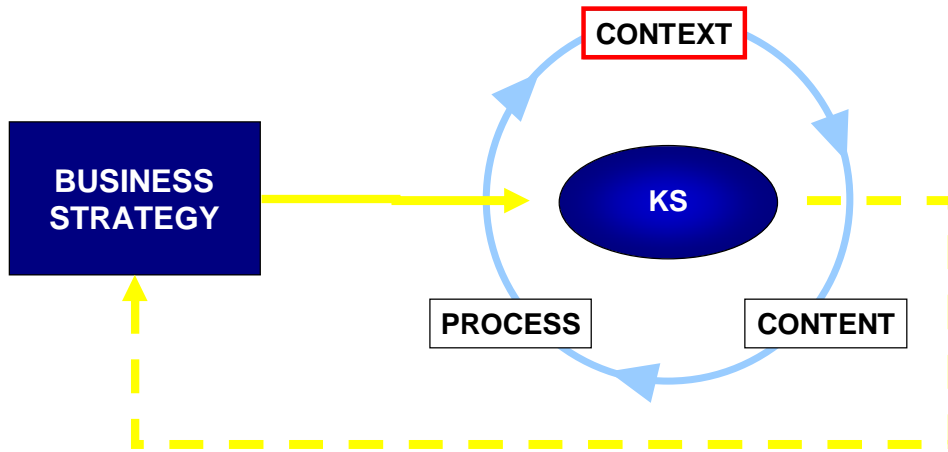 CONTEXT
BUSINESS
STRATEGY
KS
PROCESS
CONTENT